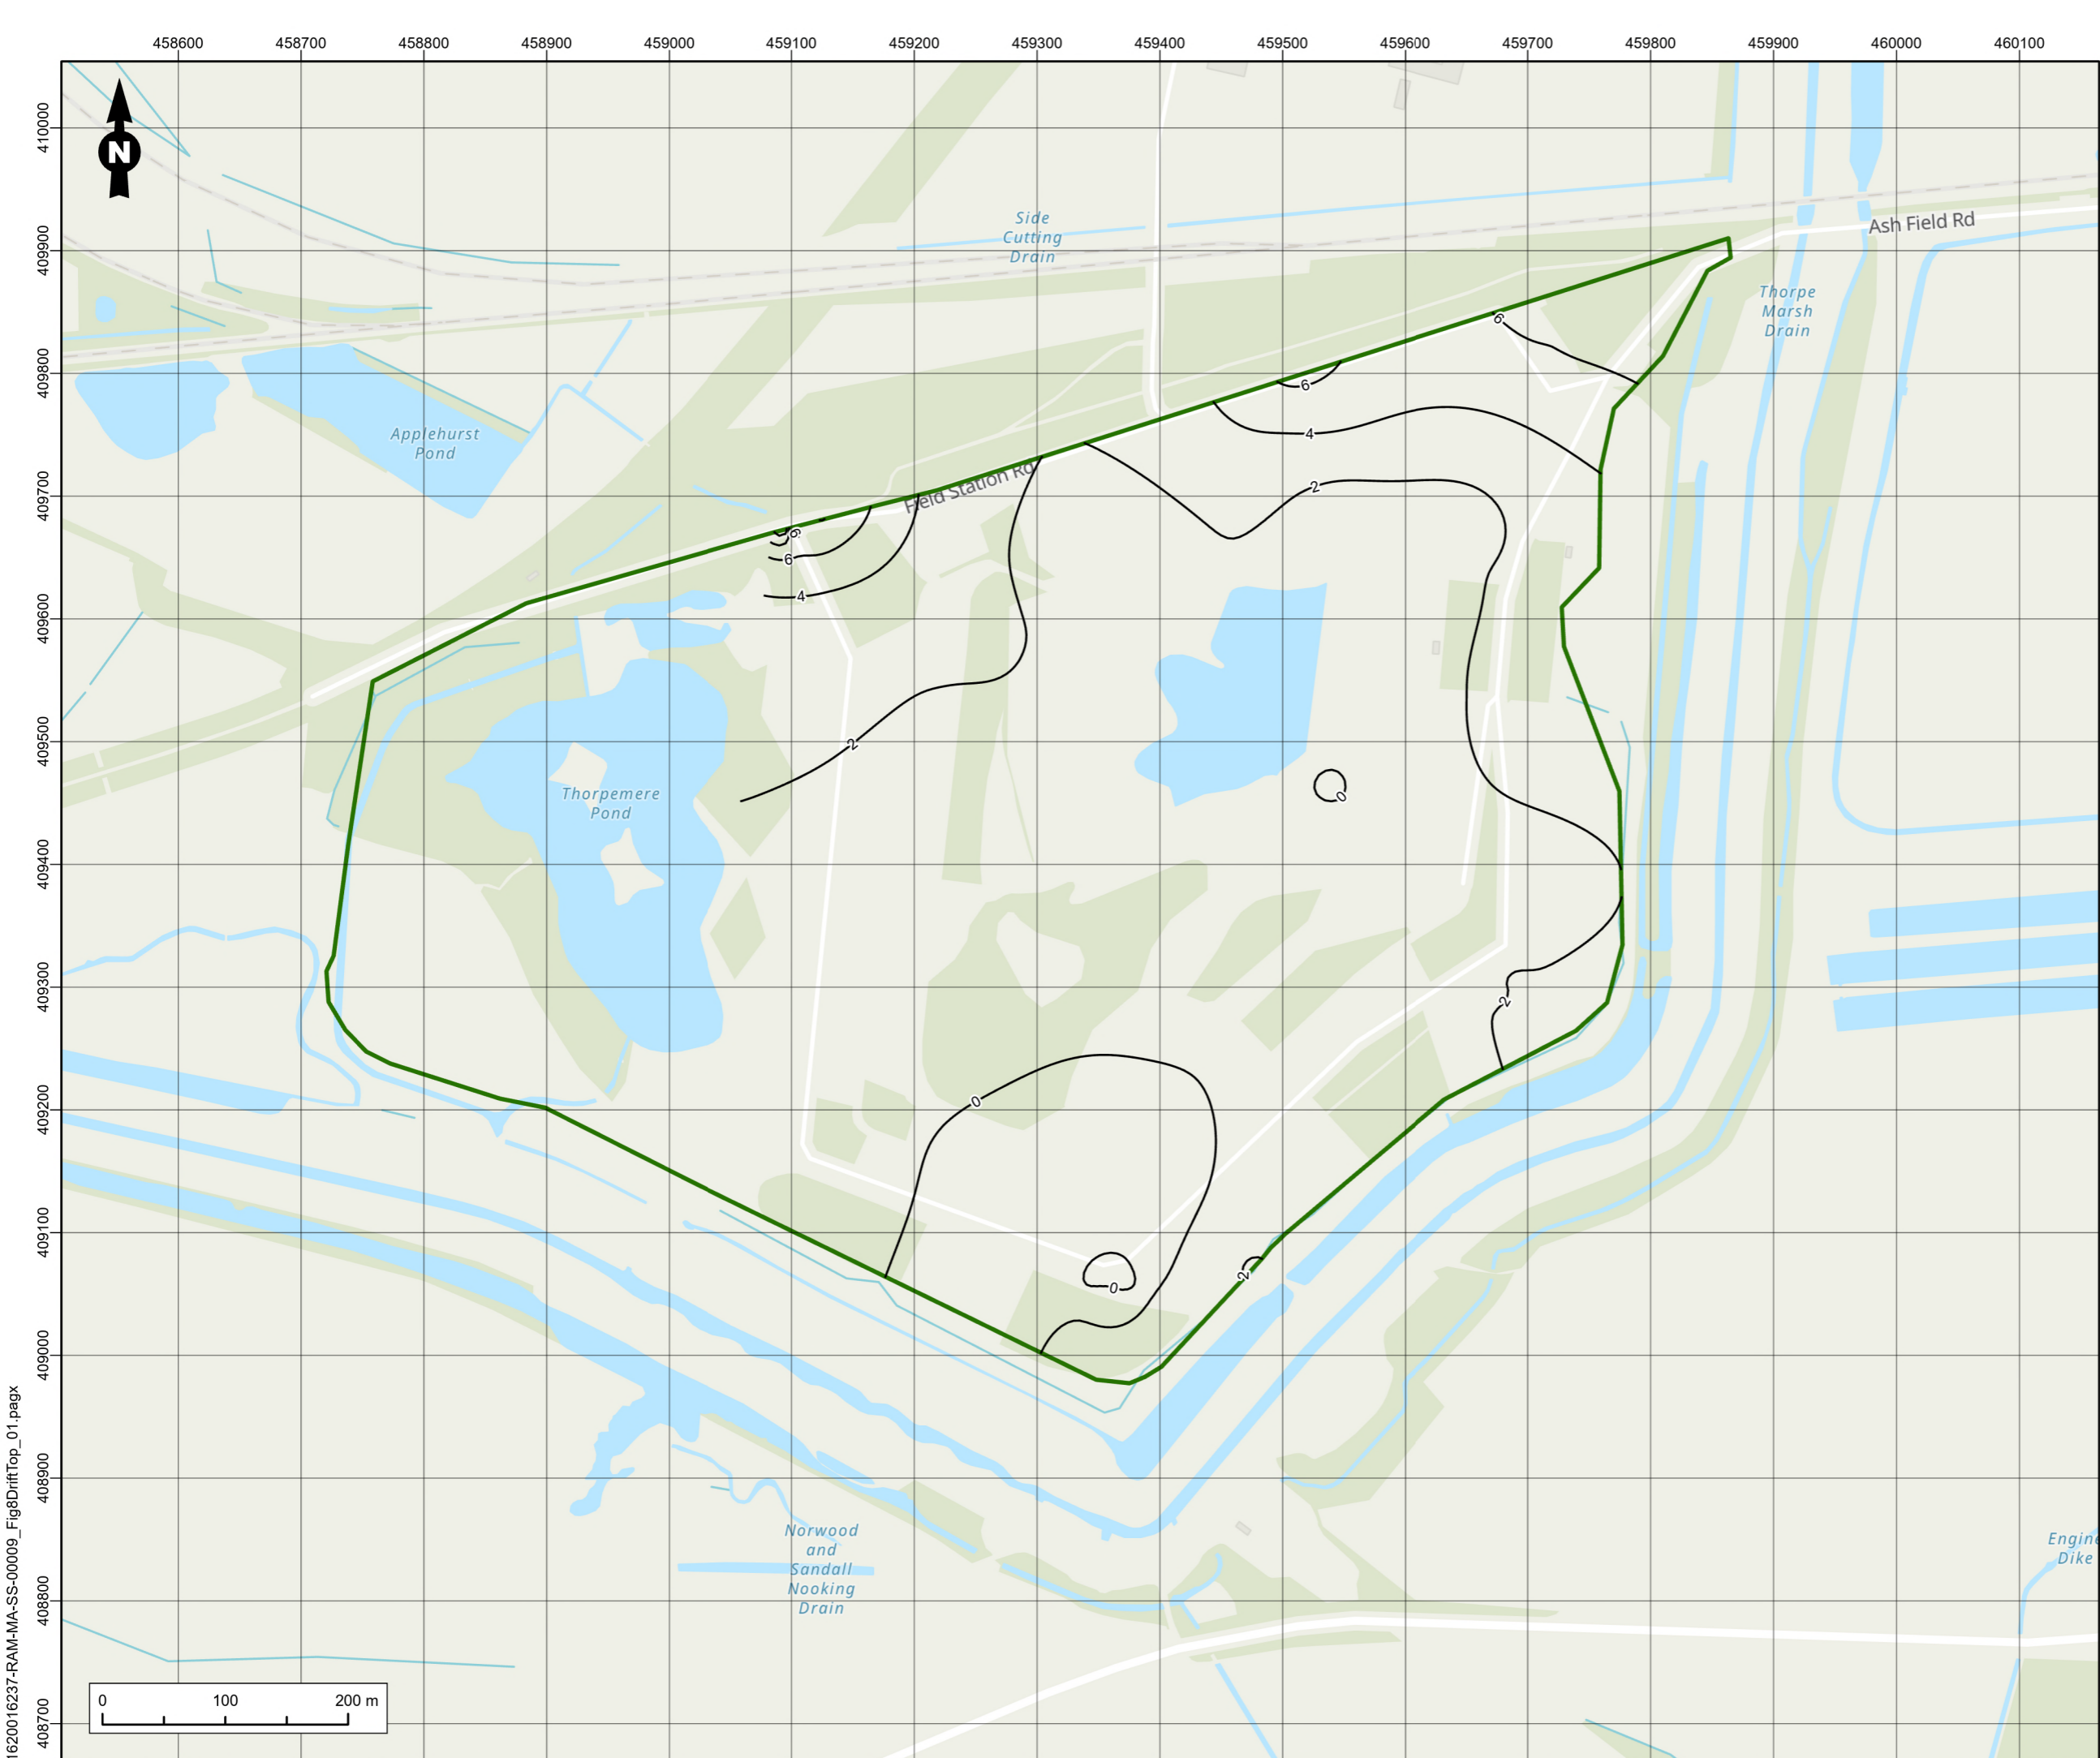 458600 458700 458800 458900 459000 459100 459200 459300 459400 459500 459600 459700 459800 459900 460000 460100
410000
409900
409800
409700
409600
409500
409400
409300
409200
409100
409000
408900
408800
408700
N
Side
Cutting
Drain
Ash Field Rd
Thorpe
Marsh
Drain
Applehurst
Pond
Field Station Rd
6
6
4
2
6
6
4
2
Thorpemere
Pond
0
2
0
0
2
Norwood
and
Sandall
Nooking
Drain
Engine
Dike
0 100 200 m
1620016237-RAM-MA-SS-00009_Fig8DriftTop_01.pagx